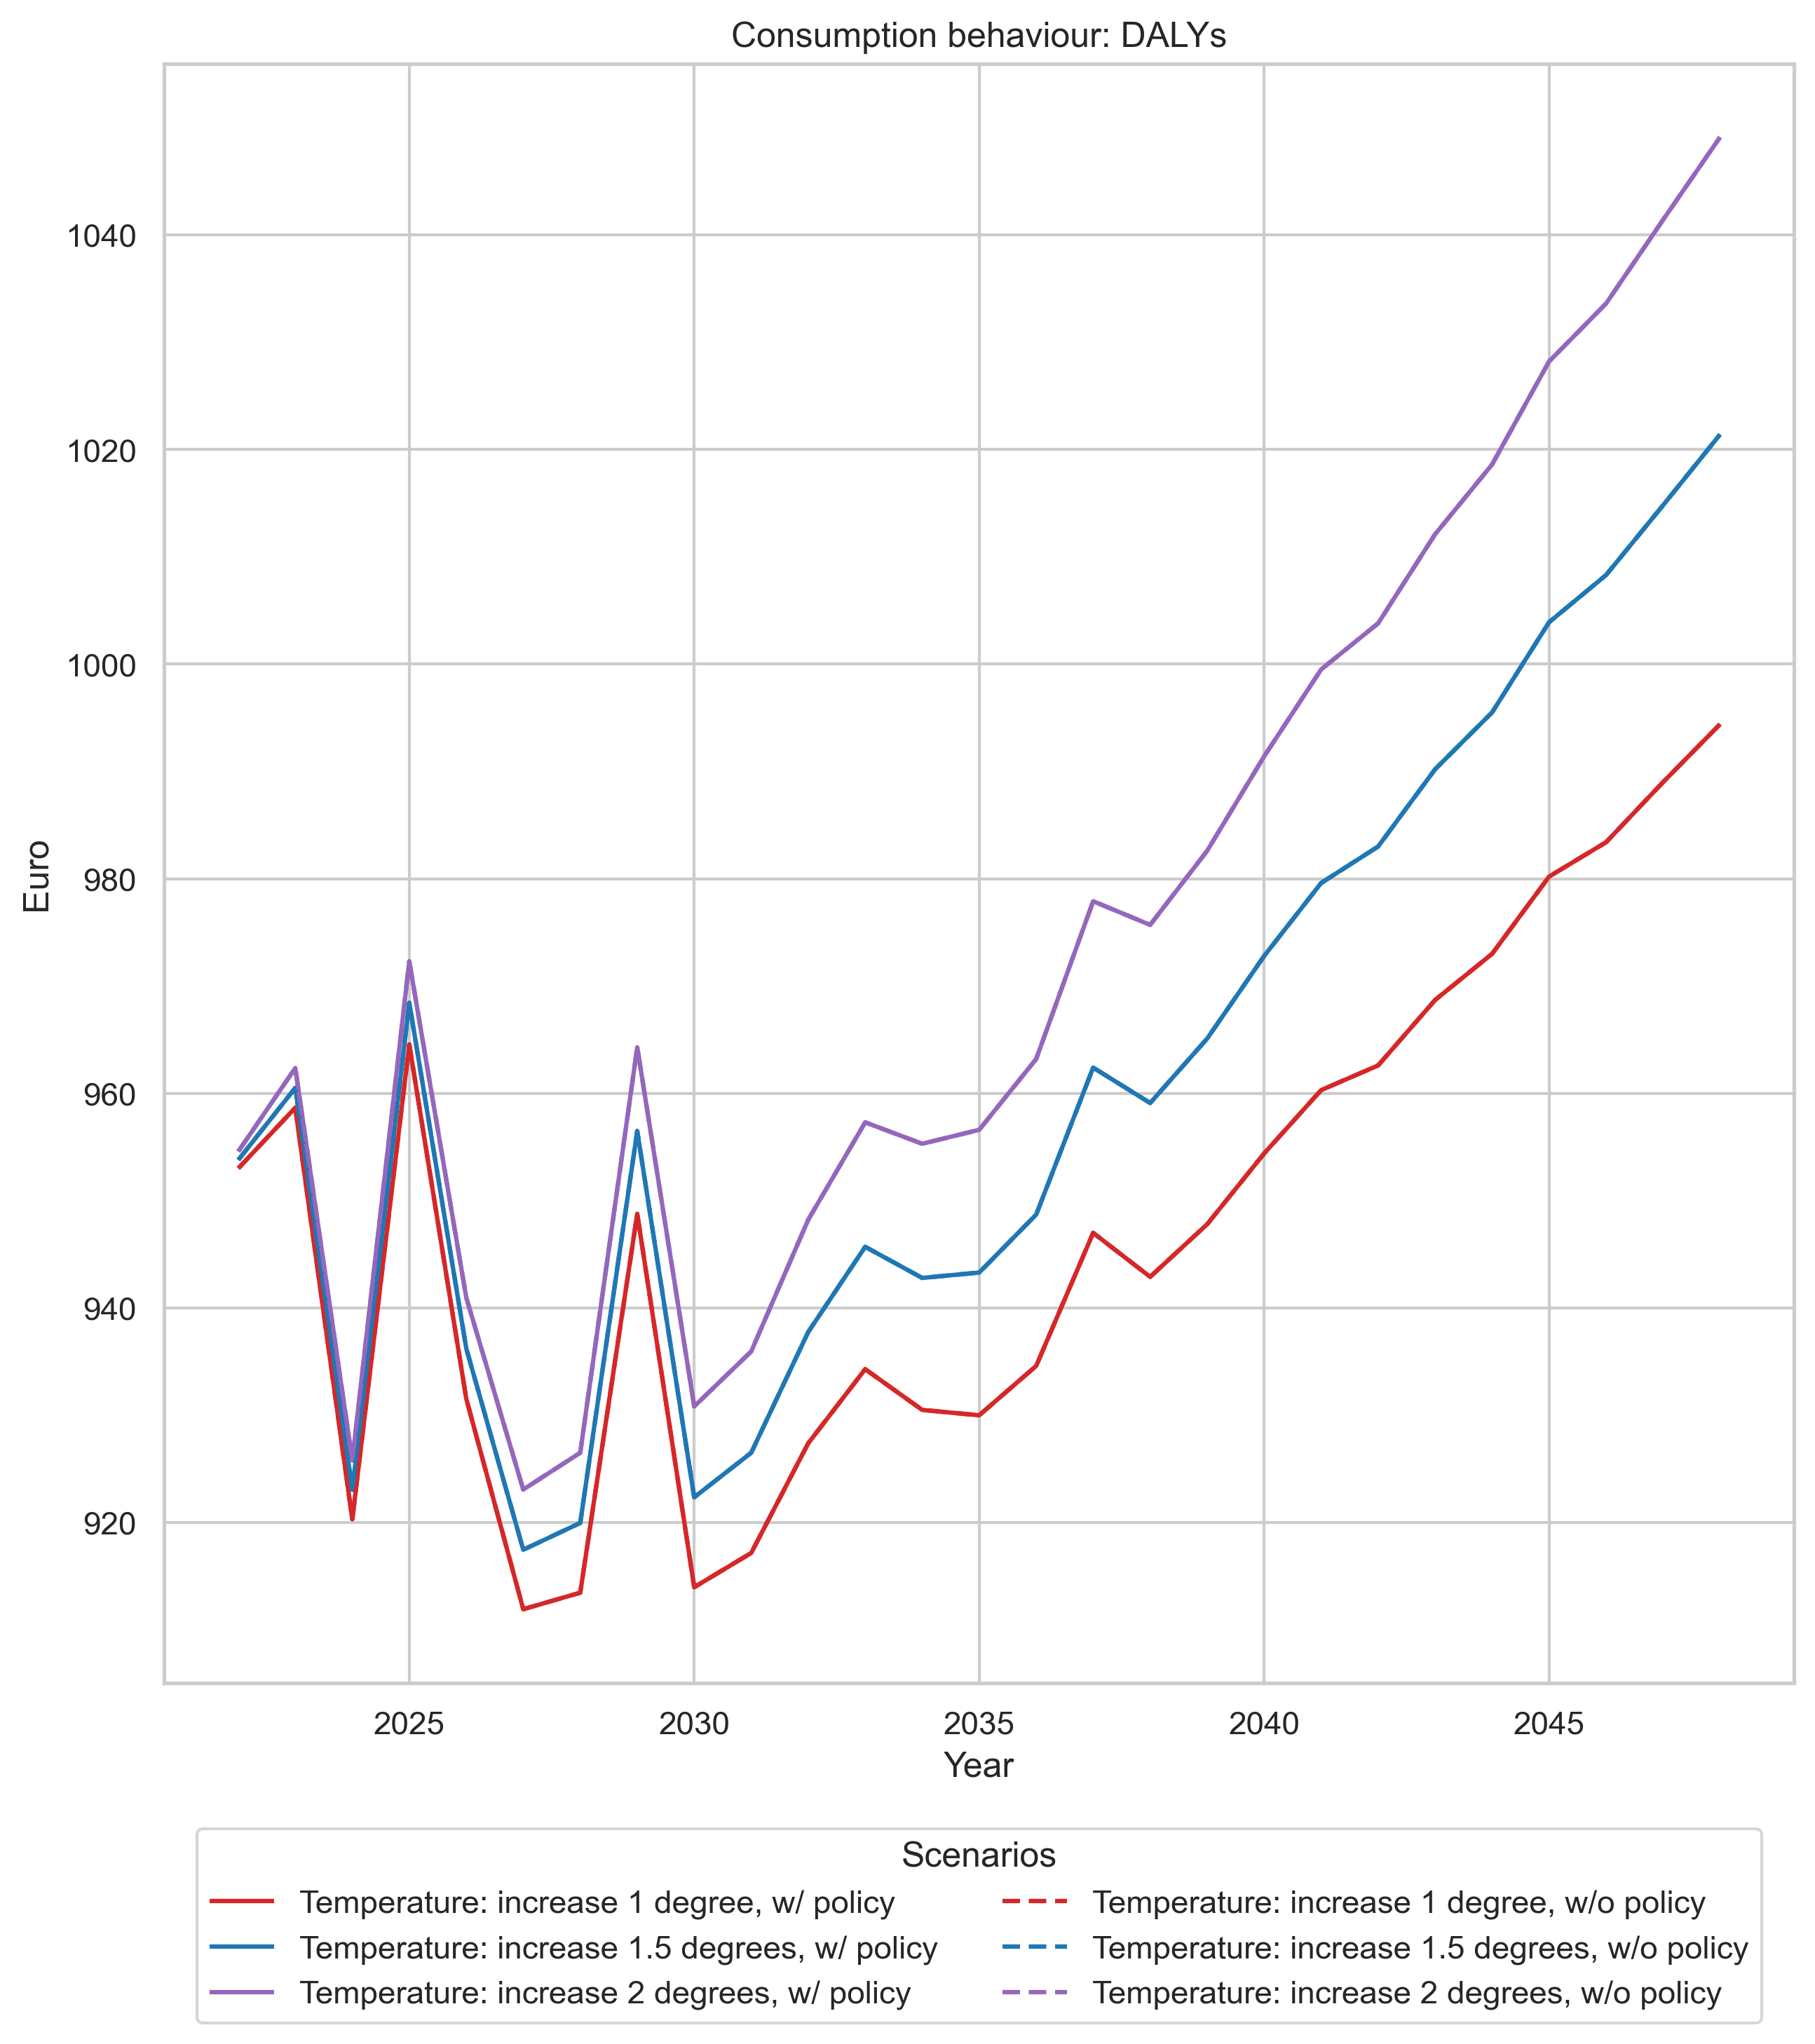 Consumption behaviour: DALYs
1040
1020
1000
980
960
940
920
Euro
2025 2030 2035 2040 2045
Year
Scenarios
Temperature: increase 1 degree, w/ policy
Temperature: increase 1.5 degrees, w/ policy
Temperature: increase 2 degrees, w/ policy
Temperature: increase 1 degree, w/o policy
Temperature: increase 1.5 degrees, w/o policy
Temperature: increase 2 degrees, w/o policy